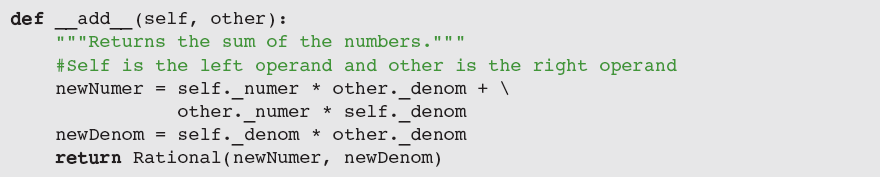 def __add__(self, other):
    """Returns the sum of the numbers."""
    #Self is the left operand and other is the right operand
    newNumer = self._numer * other._denom + \
               other._numer * self._denom
    newDenom = self._denom * other._denom
    return Rational(newNumer, newDenom)